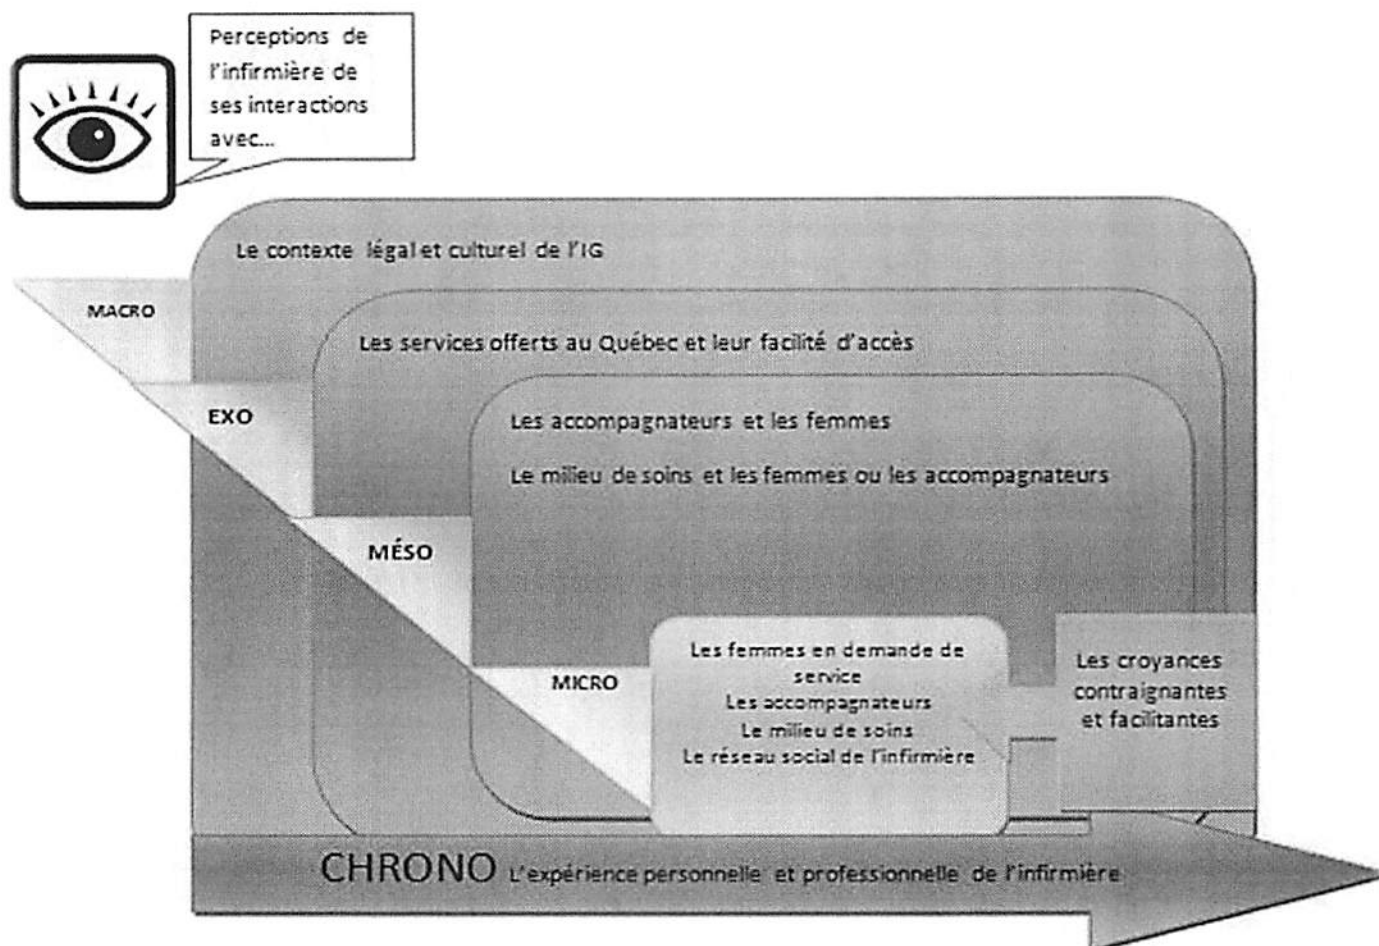 Perceptions de
l'infirmière de
ses interactions
avec...
Le contexte légal et culturel de l'IG
MACRO
Les services offerts au Québec et leur facilité d'accès
EXO
Les accompagnateurs et les femmes
Le milieu de soins et les femmes ou les accompagnateurs
MÉSO
MICRO
Les femmes en demande de
service
Les accompagnateurs
Le milieu de soins
Le réseau social de l'infirmière
Les croyances
contraignantes
et facilitantes
CHRONO L'expérience personnelle et professionnelle de l'infirmière